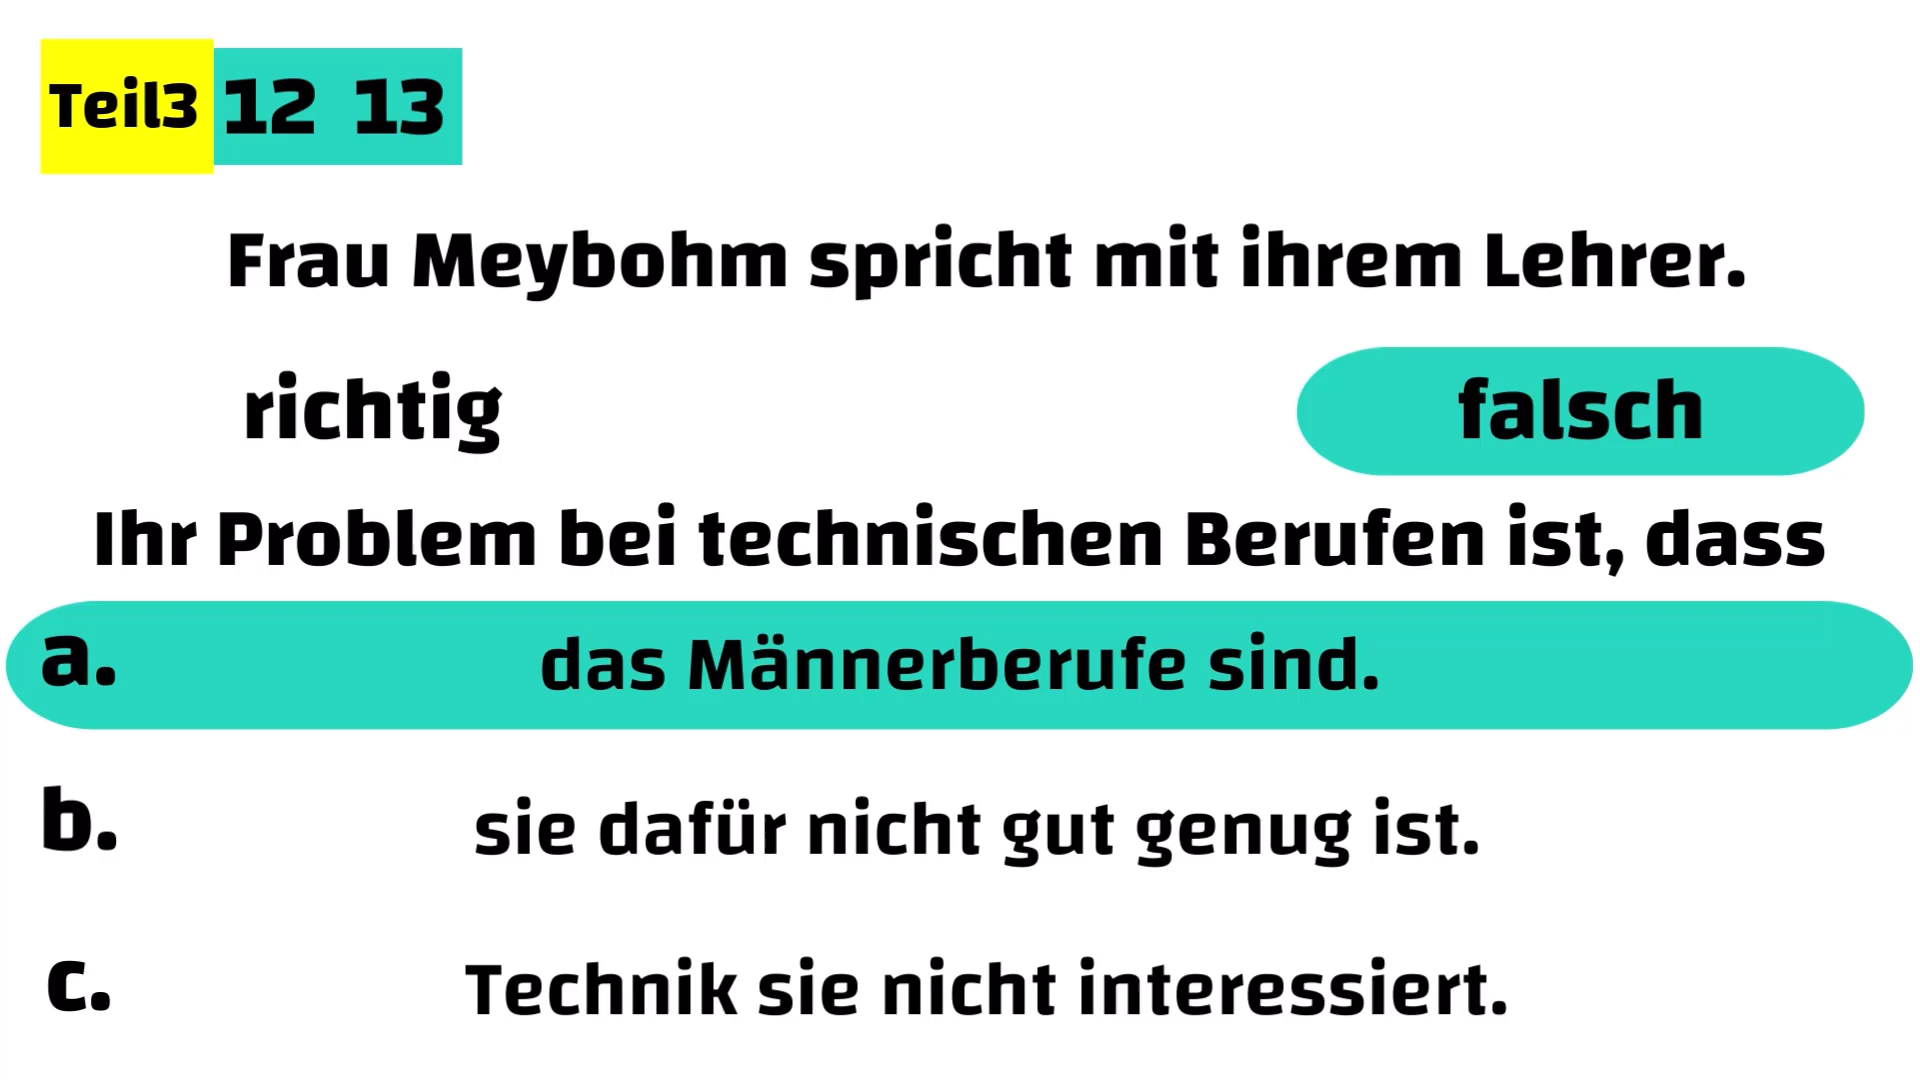 Teil3 12 13
Frau Meybohm spricht mit ihrem Lehrer.
richtig falsch
Ihr Problem bei technischen Berufen ist, dass
a. das Männerberufe sind.
b. sie dafür nicht gut genug ist.
c. Technik sie nicht interessiert.